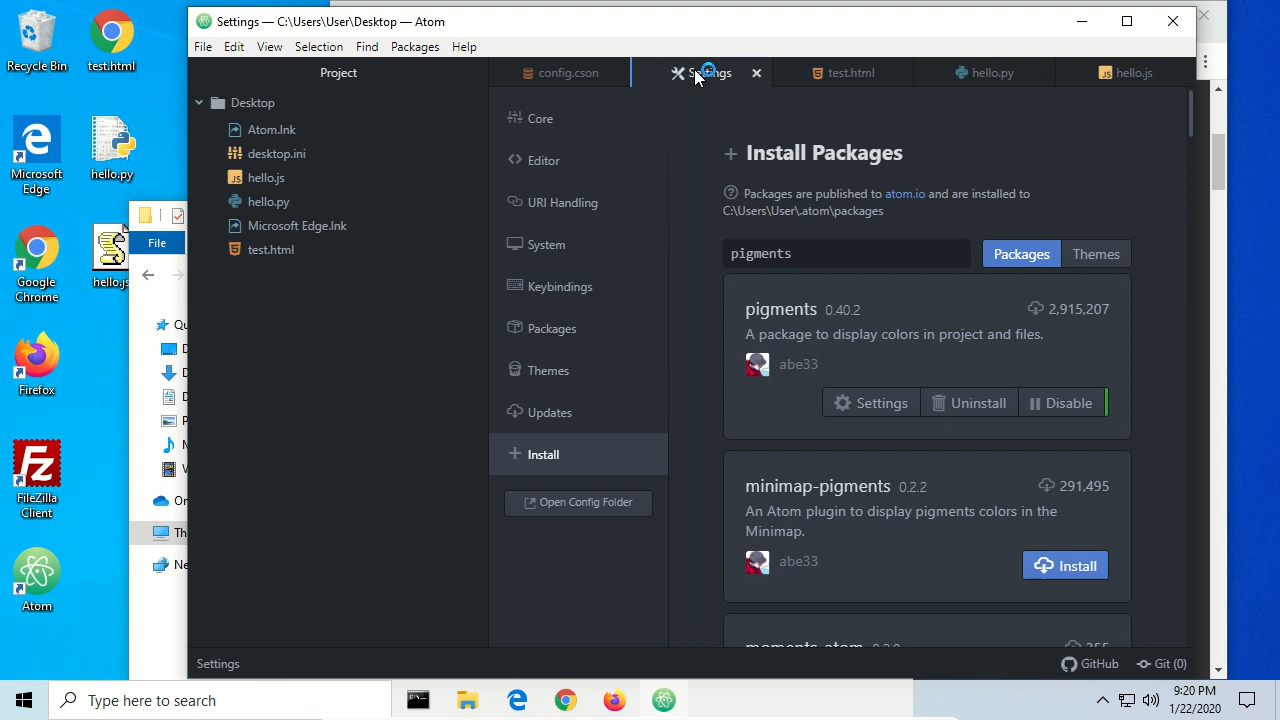 Recycle Bin
test.html
Microsoft Edge
hello.py
Google Chrome
hello.js
Firefox
FileZilla Client
Atom
File
Settings — C:\Users\User\Desktop — Atom
File Edit View Selection Find Packages Help
Project
config.cson
Settings
test.html
hello.py
hello.js
Desktop
Atom.lnk
desktop.ini
hello.js
hello.py
Microsoft Edge.lnk
test.html
Core
Editor
URI Handling
System
Keybindings
Packages
Themes
Updates
Install
Open Config Folder
Install Packages
Packages are published to atom.io and are installed to
C:\Users\User\.atom\packages
pigments
Packages Themes
pigments 0.40.2 2,915,207
A package to display colors in project and files.
abe33
Settings Uninstall Disable
minimap-pigments 0.2.2 291,495
An Atom plugin to display pigments colors in the
Minimap.
abe33
Install
Settings
GitHub Git (0)
Type here to search
9:20 PM
1/22/2020